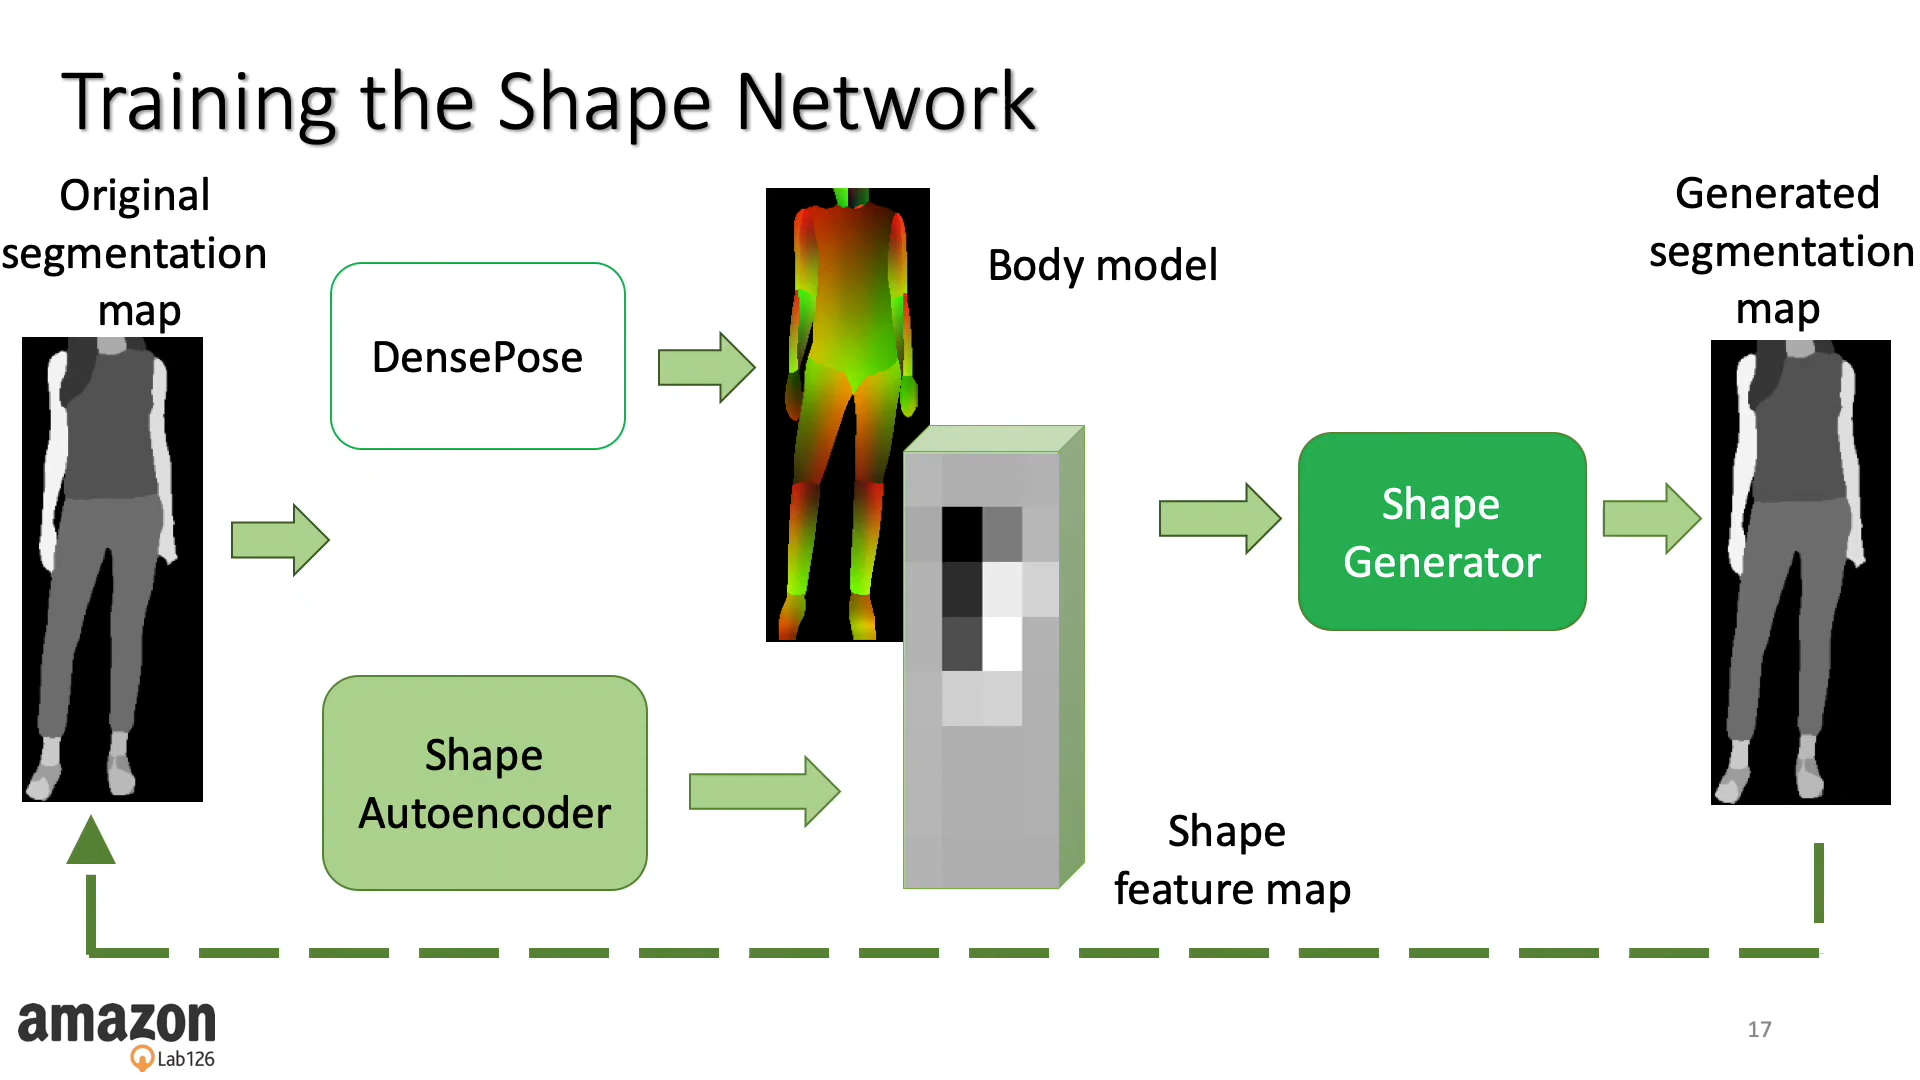 Training the Shape Network
Original
segmentation
map
DensePose
Body model
Generated
segmentation
map
Shape
Generator
Shape
Autoencoder
Shape
feature map
amazon
Lab126
17